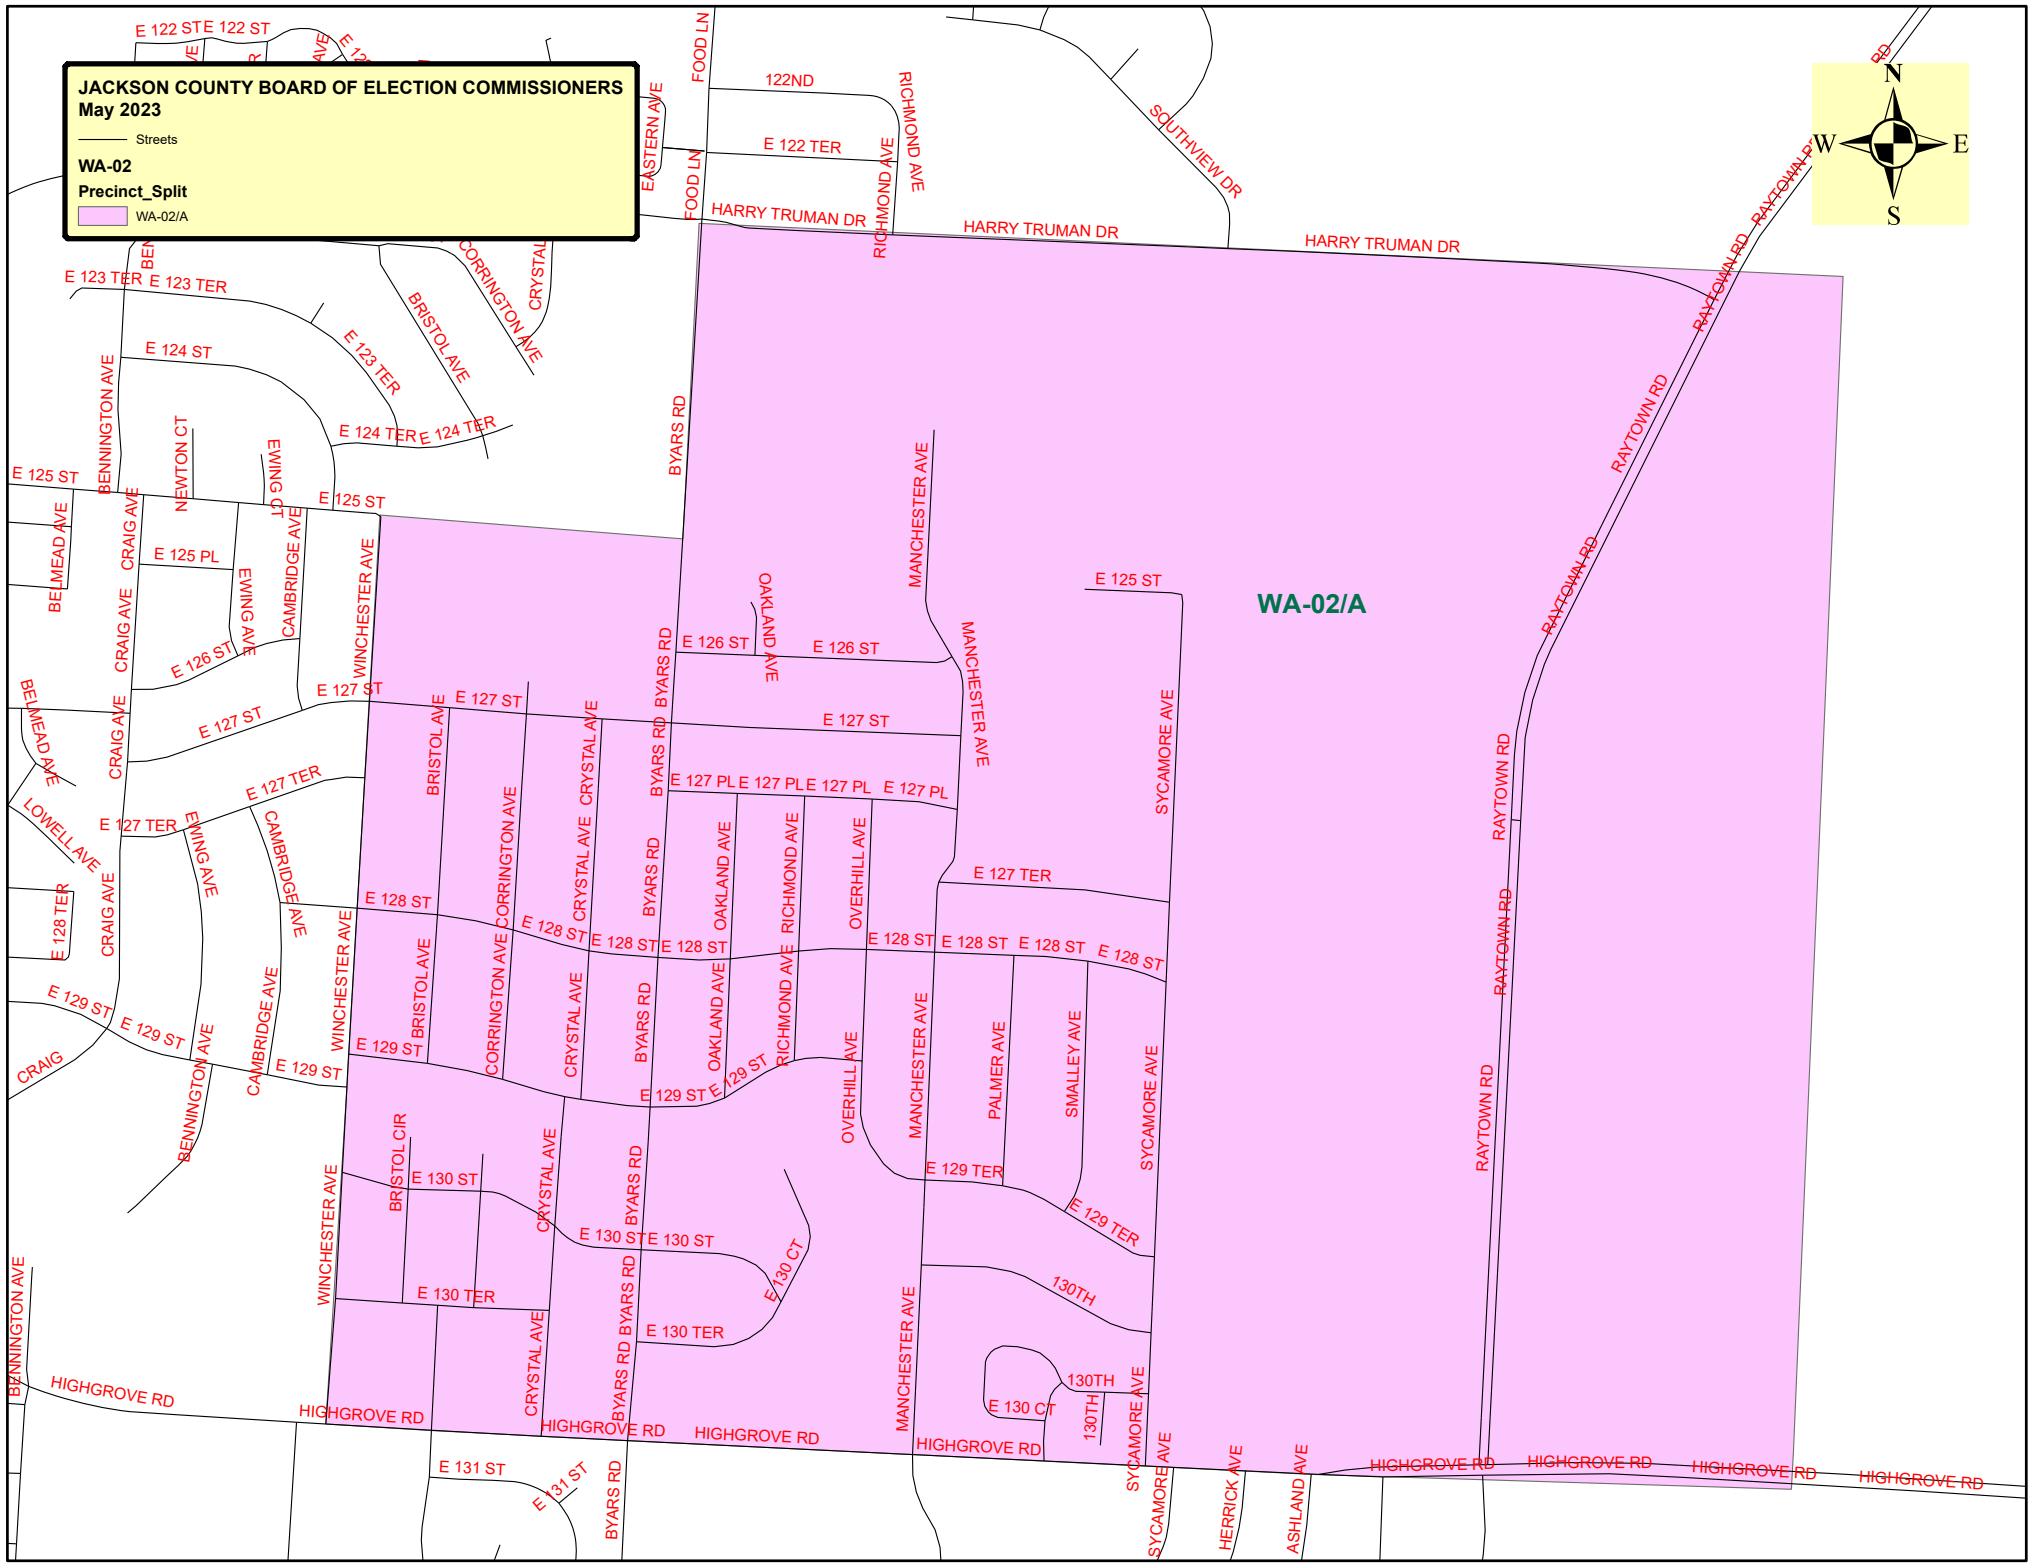 E 122 ST
E 122 ST
FOOD LN
RD
JACKSON COUNTY BOARD OF ELECTION COMMISSIONERS
May 2023
Streets
WA-02
Precinct_Split
WA-02/A
N
W
E
S
122ND
RICHMOND AVE
EASTERN AVE
E 122 TER
SOUTHVIEW DR
FOOD LN
RICHMOND AVE
HARRY TRUMAN DR
HARRY TRUMAN DR
HARRY TRUMAN DR
RAYTOWN RD
RAYTOWN RD
RAYTOWN RD
CORRINGTON AVE
CRYSTAL
E 123 TER
E 123 TER
BRISTOL AVE
E 123 TER
E 124 ST
BENNINGTON AVE
E 124 TER
E 124 TER
BYARS RD
RAYTOWN RD
MANCHESTER AVE
NEWTON CT
EWING CT
E 125 ST
E 125 ST
BELMEAD AVE
CRAIG AVE
CAMBRIDGE AVE
WINCHESTER AVE
E 125 PL
EWING AVE
CRAIG AVE
OAKLAND AVE
E 125 ST
WA-02/A
RAYTOWN RD
E 126 ST
E 126 ST
E 126 ST
BYARS RD
MANCHESTER AVE
SYCAMORE AVE
E 127 ST
E 127 ST
E 127 ST
E 127 ST
BELMEAD AVE
CRAIG AVE
BRISTOL AVE
CRYSTAL AVE
BYARS RD
RAYTOWN RD
E 127 TER
E 127 TER
E 127 PL
E 127 PL
E 127 PL
E 127 PL
LOWELL AVE
EWING AVE
CAMBRIDGE AVE
CORRINGTON AVE
CRYSTAL AVE
BYARS RD
OAKLAND AVE
RICHMOND AVE
OVERHILL AVE
E 127 TER
E 128 TER
CRAIG AVE
E 128 ST
E 128 ST
E 128 ST
E 128 ST
E 128 ST
E 128 ST
E 128 ST
E 128 ST
WINCHESTER AVE
RAYTOWN RD
BRISTOL AVE
CORRINGTON AVE
CRYSTAL AVE
BYARS RD
OAKLAND AVE
RICHMOND AVE
E 129 ST
E 129 ST
E 129 ST
E 129 ST
E 129 ST
E 129 ST
CRAIG
BENNINGTON AVE
CAMBRIDGE AVE
OVERHILL AVE
MANCHESTER AVE
PALMER AVE
SMALLEY AVE
SYCAMORE AVE
RAYTOWN RD
BRISTOL CIR
E 130 ST
CRYSTAL AVE
BYARS RD
E 129 TER
E 129 TER
WINCHESTER AVE
E 130 ST
E 130 ST
E 130 CT
130TH
BENNINGTON AVE
E 130 TER
CRYSTAL AVE
BYARS RD
E 130 TER
BYARS RD
MANCHESTER AVE
130TH
E 130 CT
130TH
SYCAMORE AVE
HIGHGROVE RD
HIGHGROVE RD
HIGHGROVE RD
HIGHGROVE RD
HIGHGROVE RD
HIGHGROVE RD
HIGHGROVE RD
HIGHGROVE RD
HIGHGROVE RD
E 131 ST
E 131 ST
BYARS RD
SYCAMORE AVE
HERRICK AVE
ASHLAND AVE